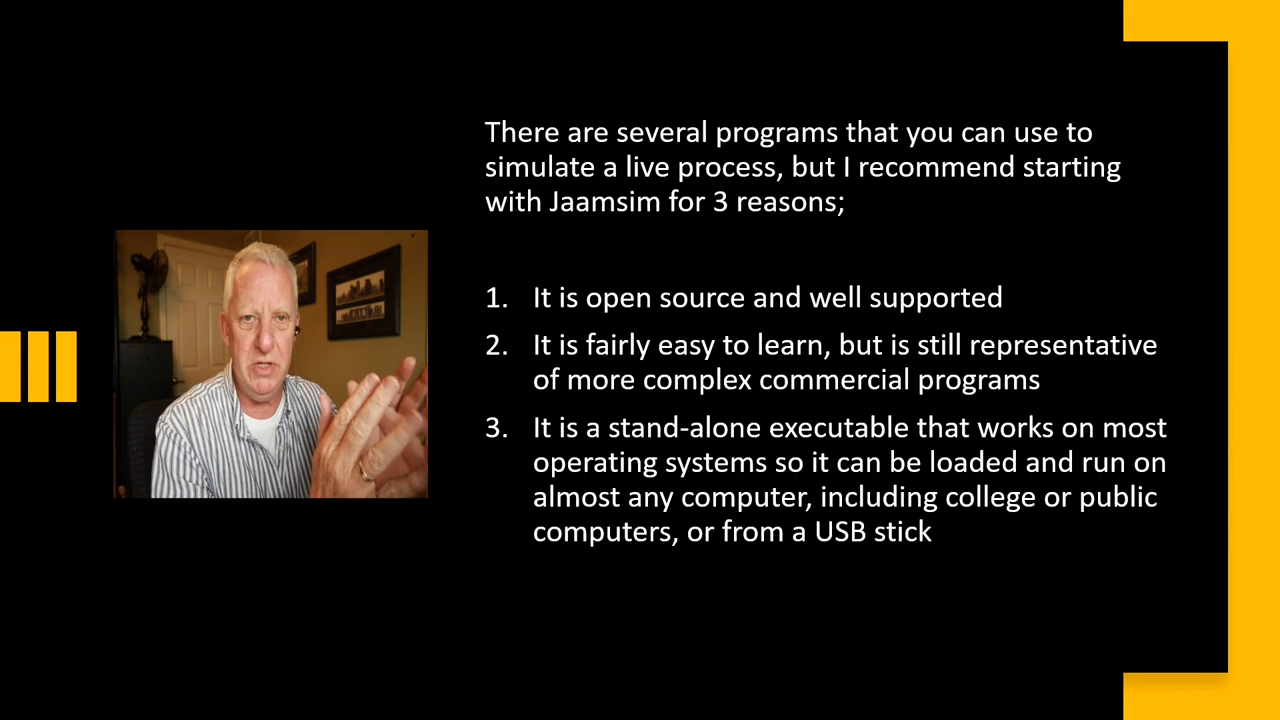 There are several programs that you can use to
simulate a live process, but I recommend starting
with Jaamsim for 3 reasons;
1. It is open source and well supported
2. It is fairly easy to learn, but is still representative
of more complex commercial programs
3. It is a stand-alone executable that works on most
operating systems so it can be loaded and run on
almost any computer, including college or public
computers, or from a USB stick